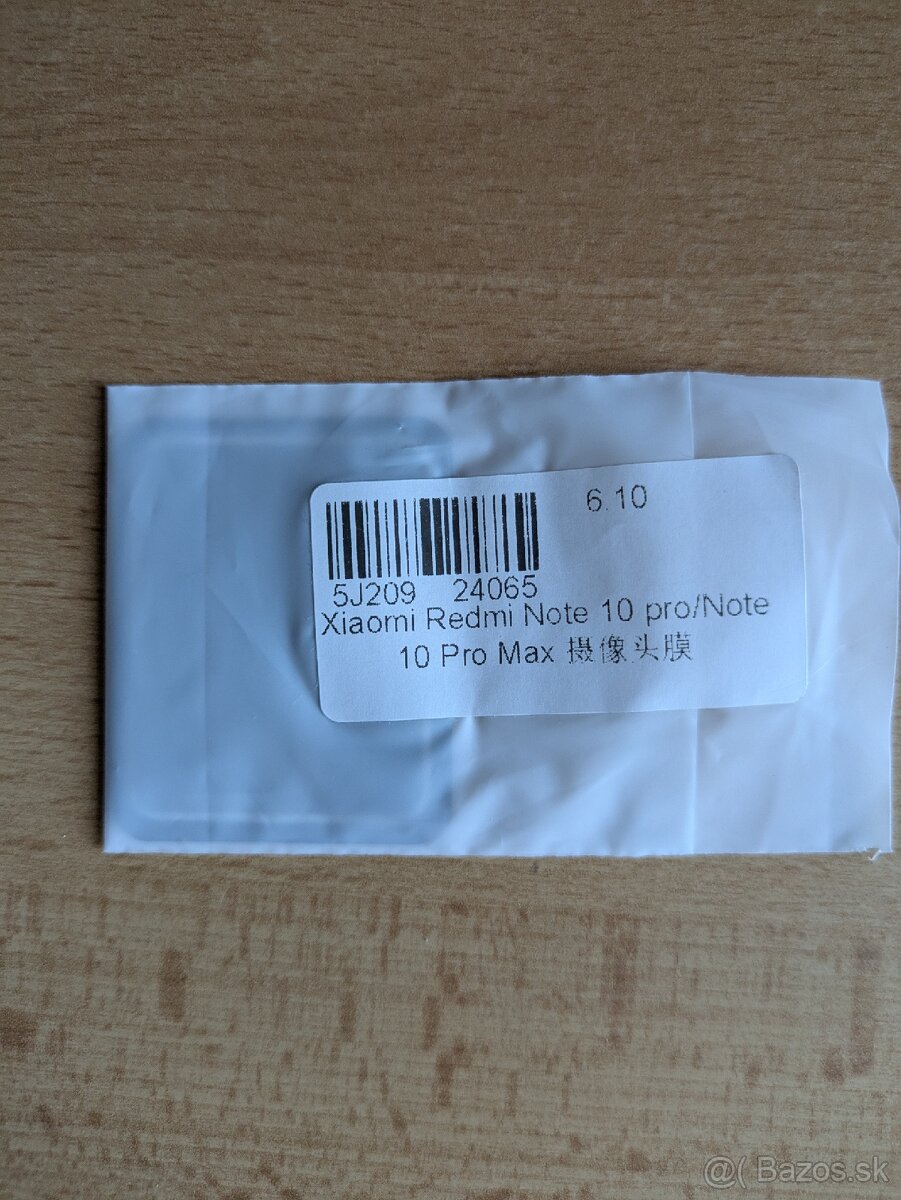 6.10
5J209 24065
Xiaomi Redmi Note 10 pro/Note
10 Pro Max 摄像头膜
@( Bazos.sk